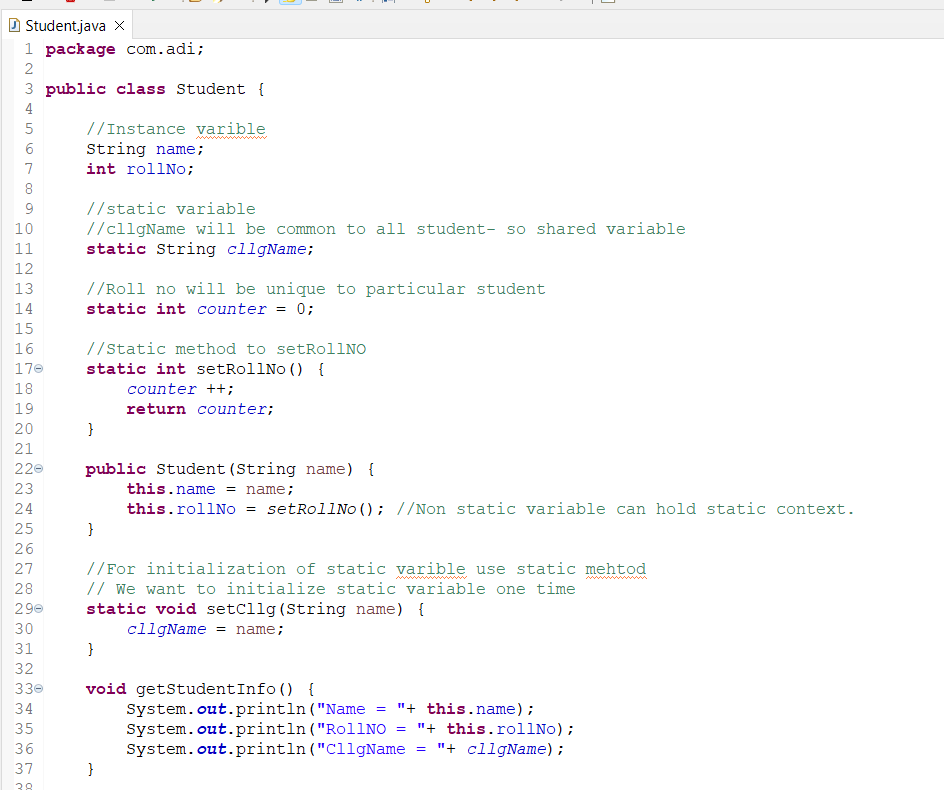 Student.java
1 package com.adi;
2
3 public class Student {
4
5     //Instance varible
6     String name;
7     int rollNo;
8
9     //static variable
10     //cllgName will be common to all student- so shared variable
11     static String cllgName;
12
13     //Roll no will be unique to particular student
14     static int counter = 0;
15
16     //Static method to setRollNO
17     static int setRollNo() {
18         counter ++;
19         return counter;
20     }
21
22     public Student(String name) {
23         this.name = name;
24         this.rollNo = setRollNo(); //Non static variable can hold static context.
25     }
26
27     //For initialization of static varible use static mehtod
28     // We want to initialize static variable one time
29     static void setCllg(String name) {
30         cllgName = name;
31     }
32
33     void getStudentInfo() {
34         System.out.println("Name = "+ this.name);
35         System.out.println("RollNO = "+ this.rollNo);
36         System.out.println("CllgName = "+ cllgName);
37     }
38